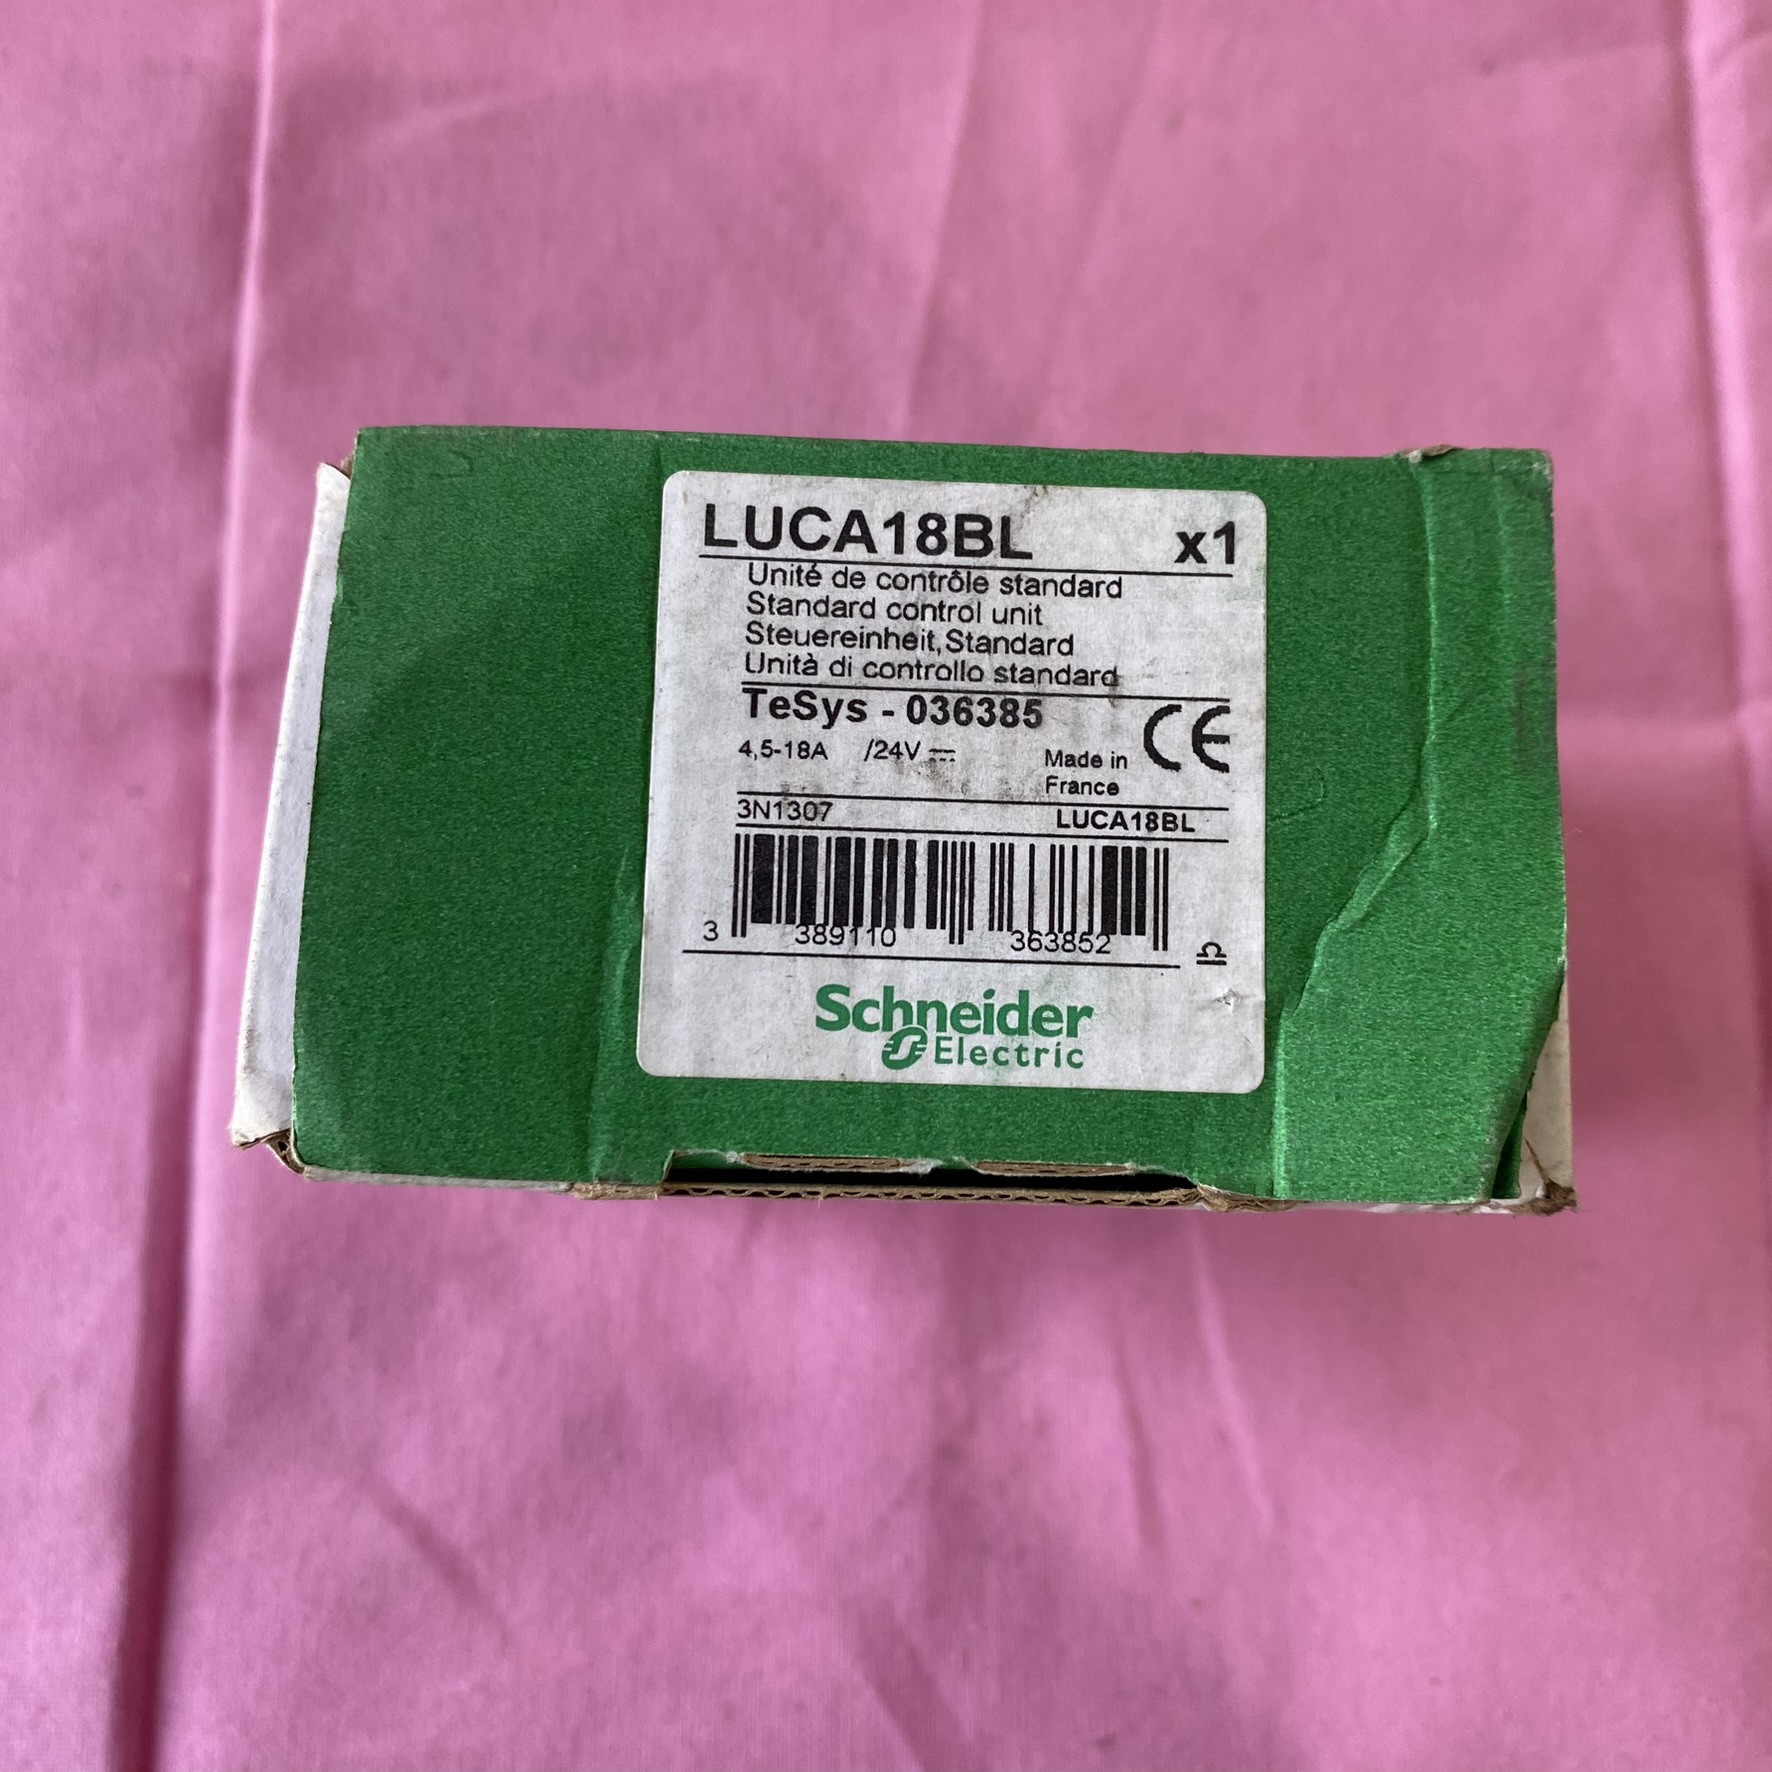 LUCA18BL x1
Unité de contrôle standard
Standard control unit
Steuereinheit,Standard
Unità di controllo standard
TeSys - 036385
4,5-18A /24V
CE
Made in
France
3N1307 LUCA18BL
3 389110 363852
Schneider
Electric